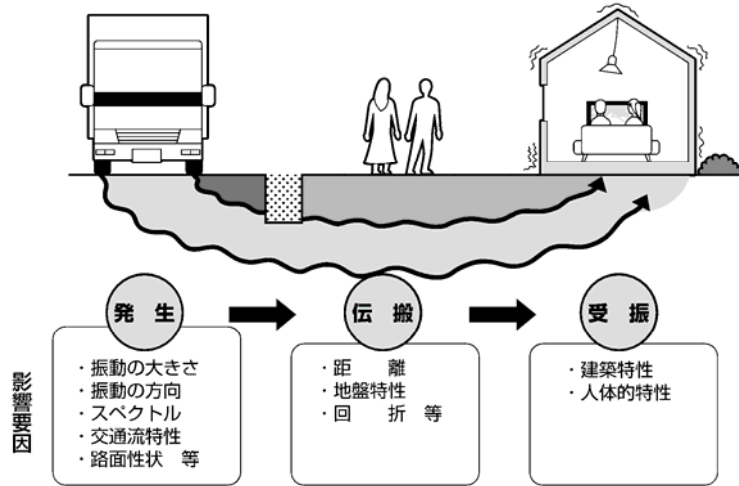 発 生
伝 搬
受 振
影響要因
・振動の大きさ
・振動の方向
・スペクトル
・交通流特性
・路面性状 等
・距 離
・地盤特性
・回 折 等
・建築特性
・人体的特性